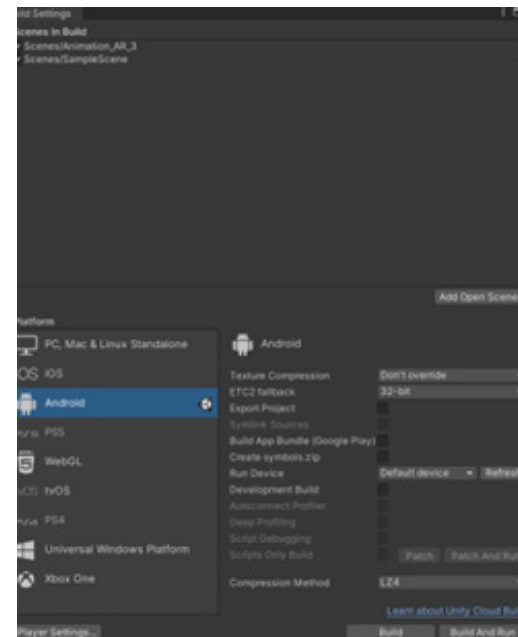 ild Settings
cenes In Build
Scenes/Animation_AR_3
Scenes/SampleScene
Add Open Scene
Platform
PC, Mac & Linux Standalone
OS iOS
Android
PS5
WebGL
tvOS tvOS
PS4
Universal Windows Platform
Xbox One
Android
Texture Compression Don't override
ETC2 fallback 32-bit
Export Project
Symlink Sources
Build App Bundle (Google Play)
Create symbols.zip
Run Device Default device Refresh
Development Build
Autoconnect Profiler
Deep Profiling
Script Debugging
Scripts Only Build Patch Patch And Run
Compression Method LZ4
Learn about Unity Cloud Bui
Player Settings... Build Build And Run